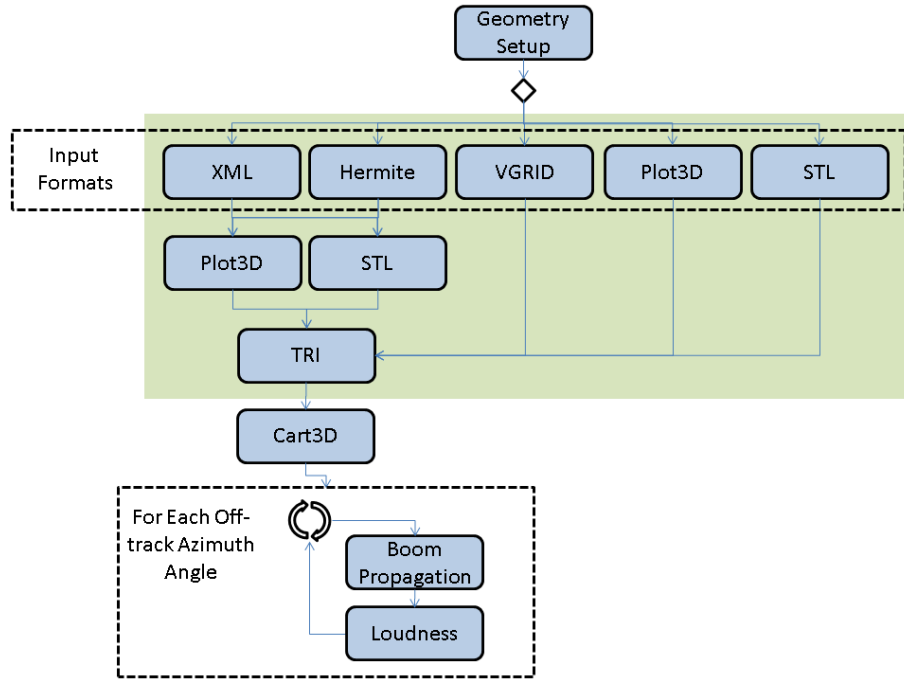 Geometry
Setup
Input
Formats
XML
Hermite
VGRID
Plot3D
STL
Plot3D
STL
TRI
Cart3D
For Each Off-
track Azimuth
Angle
Boom
Propagation
Loudness